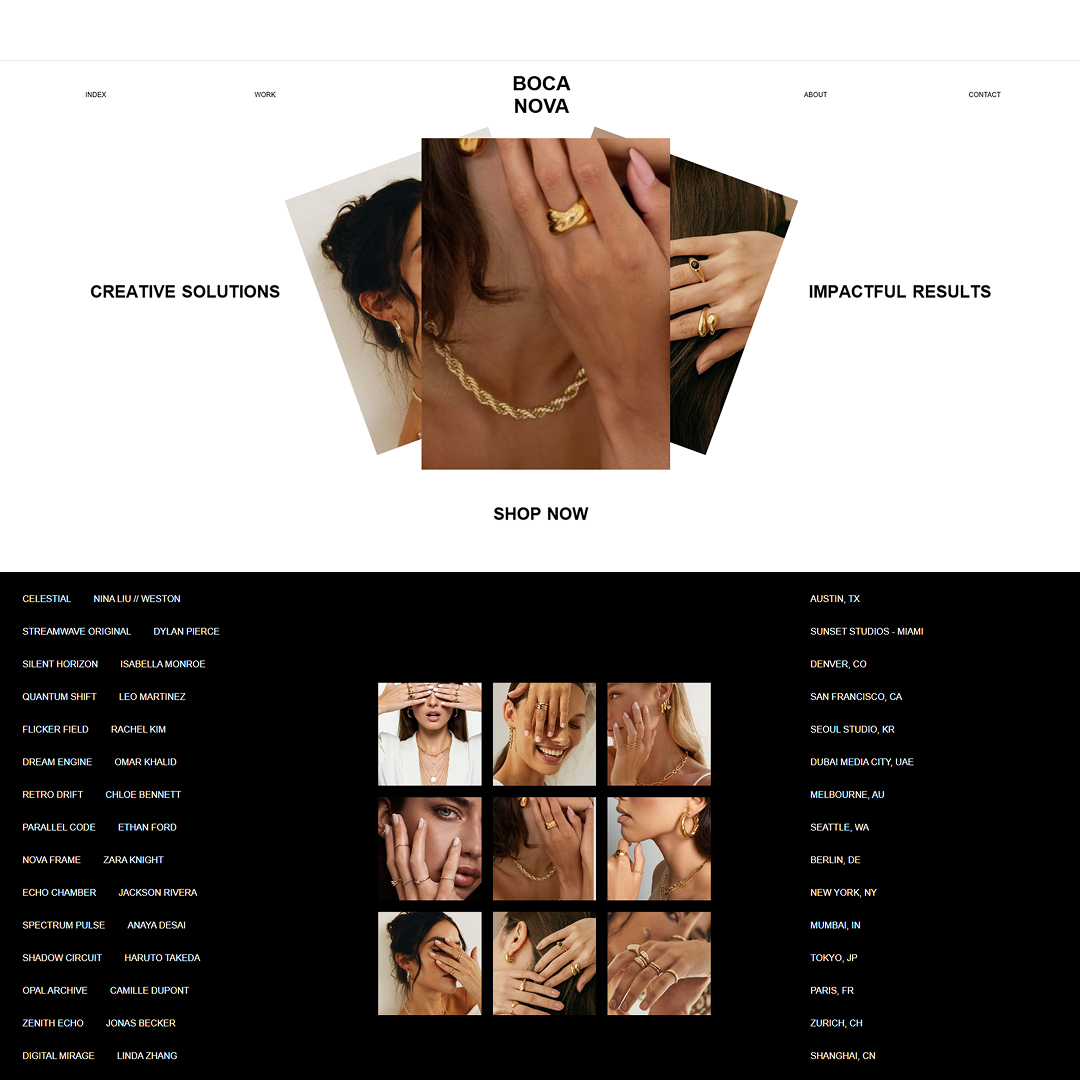 INDEX
WORK
BOCA
NOVA
ABOUT
CONTACT
CREATIVE SOLUTIONS
IMPACTFUL RESULTS
SHOP NOW
CELESTIAL NINA LIU // WESTON
AUSTIN, TX
STREAMWAVE ORIGINAL DYLAN PIERCE
SUNSET STUDIOS - MIAMI
SILENT HORIZON ISABELLA MONROE
DENVER, CO
QUANTUM SHIFT LEO MARTINEZ
SAN FRANCISCO, CA
FLICKER FIELD RACHEL KIM
SEOUL STUDIO, KR
DREAM ENGINE OMAR KHALID
DUBAI MEDIA CITY, UAE
RETRO DRIFT CHLOE BENNETT
MELBOURNE, AU
PARALLEL CODE ETHAN FORD
SEATTLE, WA
NOVA FRAME ZARA KNIGHT
BERLIN, DE
ECHO CHAMBER JACKSON RIVERA
NEW YORK, NY
SPECTRUM PULSE ANAYA DESAI
MUMBAI, IN
SHADOW CIRCUIT HARUTO TAKEDA
TOKYO, JP
OPAL ARCHIVE CAMILLE DUPONT
PARIS, FR
ZENITH ECHO JONAS BECKER
ZURICH, CH
DIGITAL MIRAGE LINDA ZHANG
SHANGHAI, CN